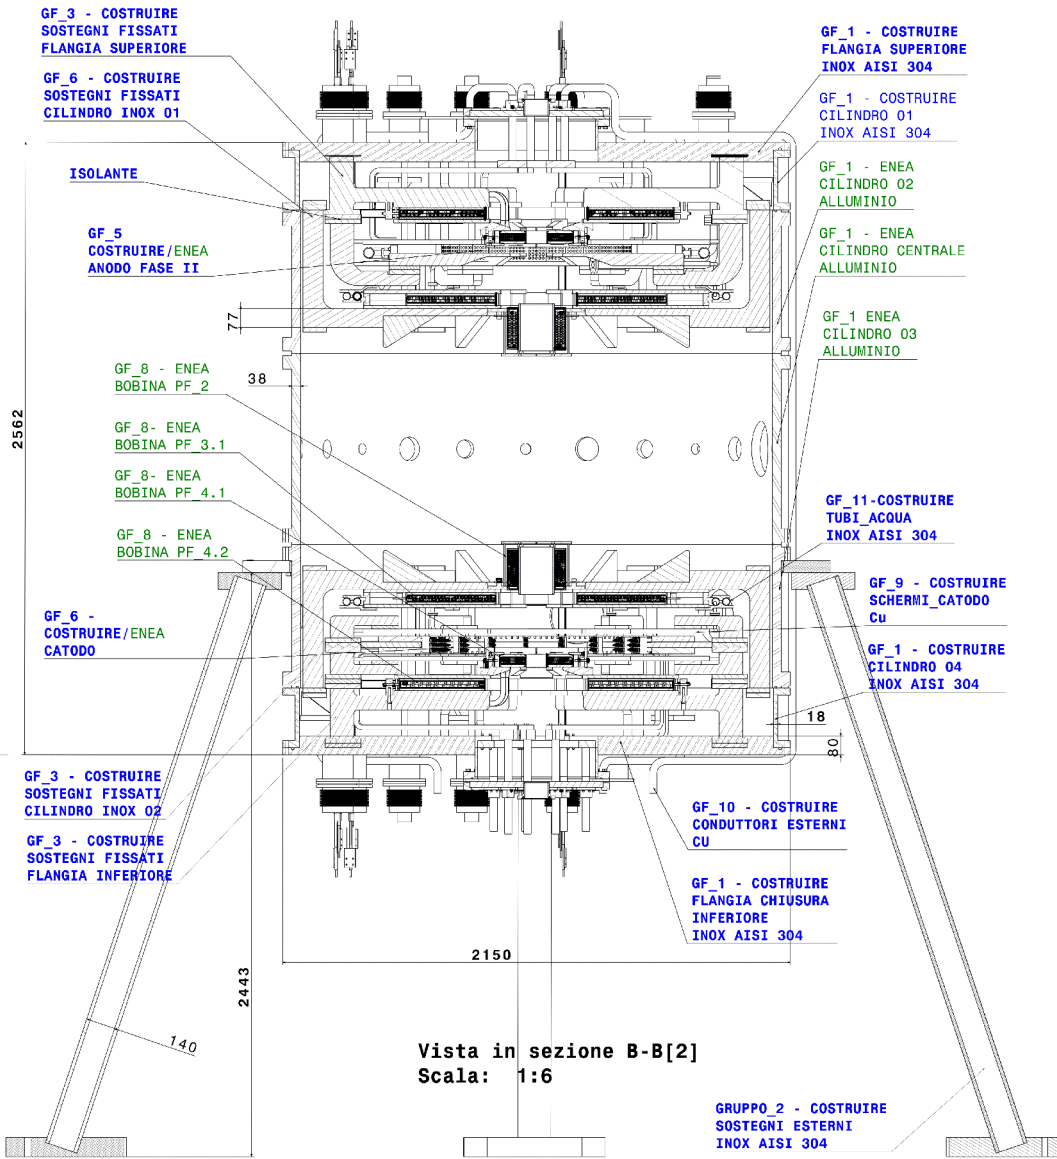 GF_3 - COSTRUIRE
SOSTEGNI FISSATI
FLANGIA SUPERIORE
GF_6 - COSTRUIRE
SOSTEGNI FISSATI
CILINDRO INOX 01
ISOLANTE
GF_5
COSTRUIRE/ENEA
ANODO FASE II
77
38
2562
GF_8 - ENEA
BOBINA PF_2
GF_8- ENEA
BOBINA PF_3.1
GF_8- ENEA
BOBINA PF_4.1
GF_8 - ENEA
BOBINA PF_4.2
GF_6 -
COSTRUIRE/ENEA
CATODO
GF_3 - COSTRUIRE
SOSTEGNI FISSATI
CILINDRO INOX 02
GF_3 - COSTRUIRE
SOSTEGNI FISSATI
FLANGIA INFERIORE
GF_1 - COSTRUIRE
FLANGIA SUPERIORE
INOX AISI 304
GF_1 - COSTRUIRE
CILINDRO 01
INOX AISI 304
GF_1 - ENEA
CILINDRO 02
ALLUMINIO
GF_1 - ENEA
CILINDRO CENTRALE
ALLUMINIO
GF_1 ENEA
CILINDRO 03
ALLUMINIO
GF_11-COSTRUIRE
TUBI_ACQUA
INOX AISI 304
GF_9 - COSTRUIRE
SCHERMI_CATODO
Cu
GF_1 - COSTRUIRE
CILINDRO 04
INOX AISI 304
18
80
GF_10 - COSTRUIRE
CONDUTTORI ESTERNI
CU
GF_1 - COSTRUIRE
FLANGIA CHIUSURA
INFERIORE
INOX AISI 304
2150
2443
140
Vista in sezione B-B[2]
Scala: 1:6
GRUPPO_2 - COSTRUIRE
SOSTEGNI ESTERNI
INOX AISI 304